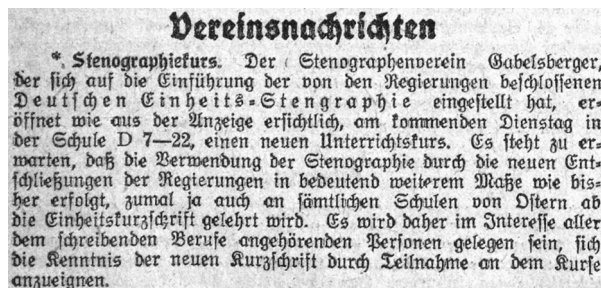 Vereinsnachrichten
*. Stenographiekurs. Der Stenographenverein Gabelsberger,
der sich auf die Einführung der von den Regierungen beschlossenen
Deutschen Einheits-Stengraphie eingestellt hat, er-
öffnet wie aus der Anzeige ersichtlich, am kommenden Dienstag in
der Schule D 7—22, einen neuen Unterrichtskurs. Es steht zu er-
warten, daß die Verwendung der Stenographie durch die neuen Ent-
schließungen der Regierungen in bedeutend weiterem Maße wie bis-
her erfolgt, zumal ja auch an sämtlichen Schulen von Ostern ab
die Einheitskurzschrift gelehrt wird. Es wird daher im Interesse aller
dem schreibenden Berufe angehörenden Personen gelegen sein, sich
die Kenntnis der neuen Kurzschrift durch Teilnahme an dem Kurse
anzueignen.